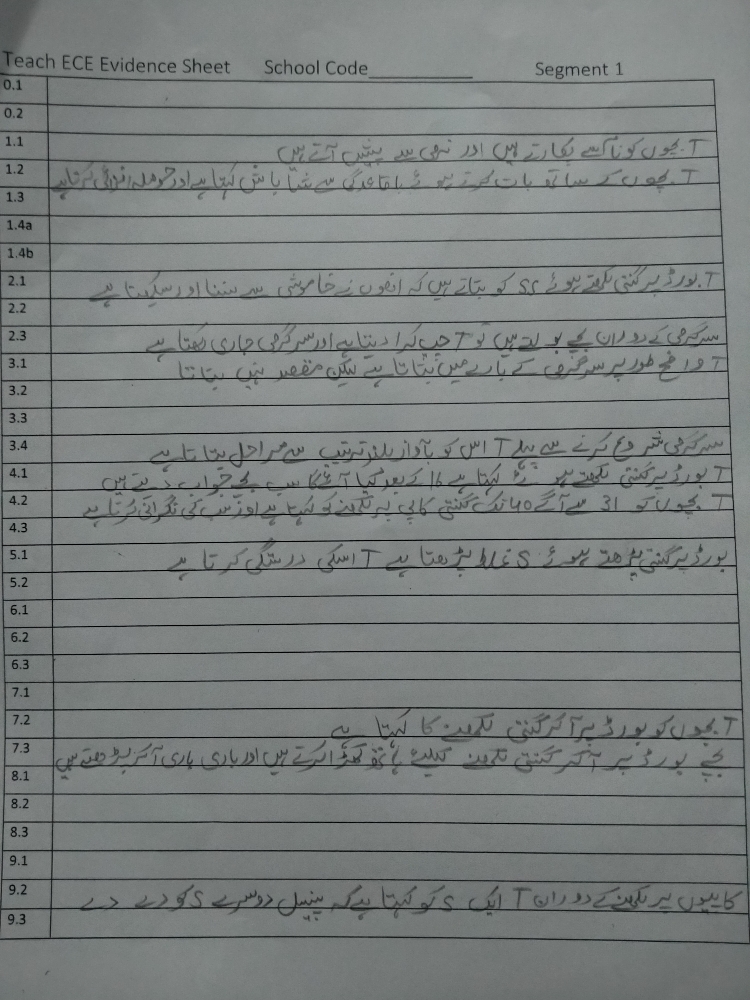 Teach ECE Evidence Sheet School Code__________ Segment 1
0.1
0.2
1.1 T. بچوں کو نام سے پکارتے ہیں اور نرمی سے پیش آتے ہیں
1.2 T. بچوں کے ساتھ بات کرتے ہوئے باقاعدگی سے شاباش کہتا ہے اور حوصلہ افزائی کرتا ہے
1.3
1.4a
1.4b
2.1 T. بورڈ پر گنتی لکھتے ہوئے SS کو بتاتے ہیں کہ انھوں نے خاموشی سے سننا اور سیکھنا ہے
2.2
2.3 سرگرمی کے دوران بچے بولتے ہیں تو T چپ کرا دیتا ہے اور سرگرمی جاری رکھتا ہے
3.1 T واضح طور پر سرگرمی کے بارے میں بتاتا ہے لیکن مقصد نہیں بتاتا
3.2
3.3
3.4 سرگرمی شروع کرنے سے پہلے T اس کو بآواز بلند ترتیب سے مراحل بتاتا ہے
4.1 T بورڈ پر گنتی لکھتے ہوئے کہتا ہے 16 کے بعد کیا آئے گا سب بچے جواب دیتے ہیں
4.2 T. بچوں کو 31 سے آگے 40 تک گنتی کاپی پر لکھنے کو کہتا ہے اور سب کی نگرانی کرتا ہے
4.3
5.1 بورڈ پر گنتی پڑھتے ہوئے S غلط پڑھتا ہے T اسکی درستگی کرتا ہے
5.2
6.1
6.2
6.3
7.1
7.2 T. بچوں کو بورڈ پر آ کر گنتی لکھنے کا کہتا ہے
7.3 بچے بورڈ پر آ کر گنتی لکھنے کیلئے ہاتھ کھڑا کرتے ہیں اور باری باری آ کر پڑھتے ہیں
8.1
8.2
8.3
9.1
9.2 کاپیوں پر لکھنے کے دوران T ایک S کو کہتا ہے کہ پنسل دوسرے S کو دے دے
9.3